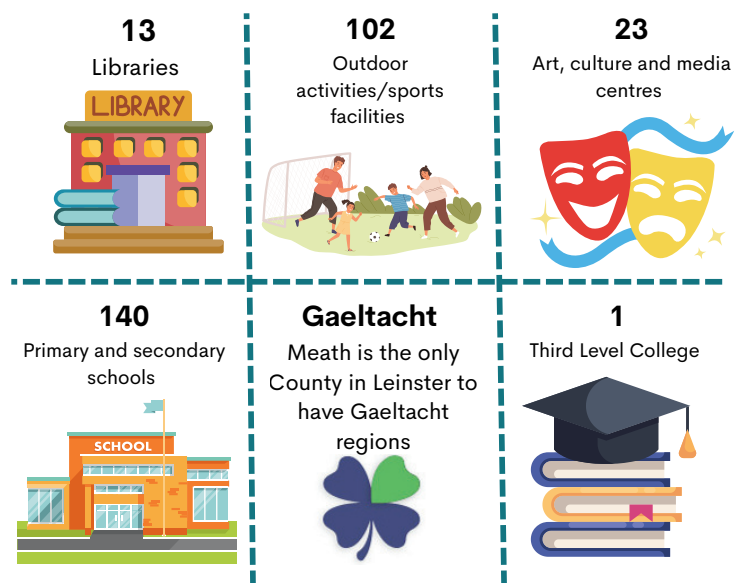 13
Libraries
LIBRARY
102
Outdoor
activities/sports
facilities
23
Art, culture and media
centres
140
Primary and secondary
schools
SCHOOL
Gaeltacht
Meath is the only
County in Leinster to
have Gaeltacht
regions
1
Third Level College